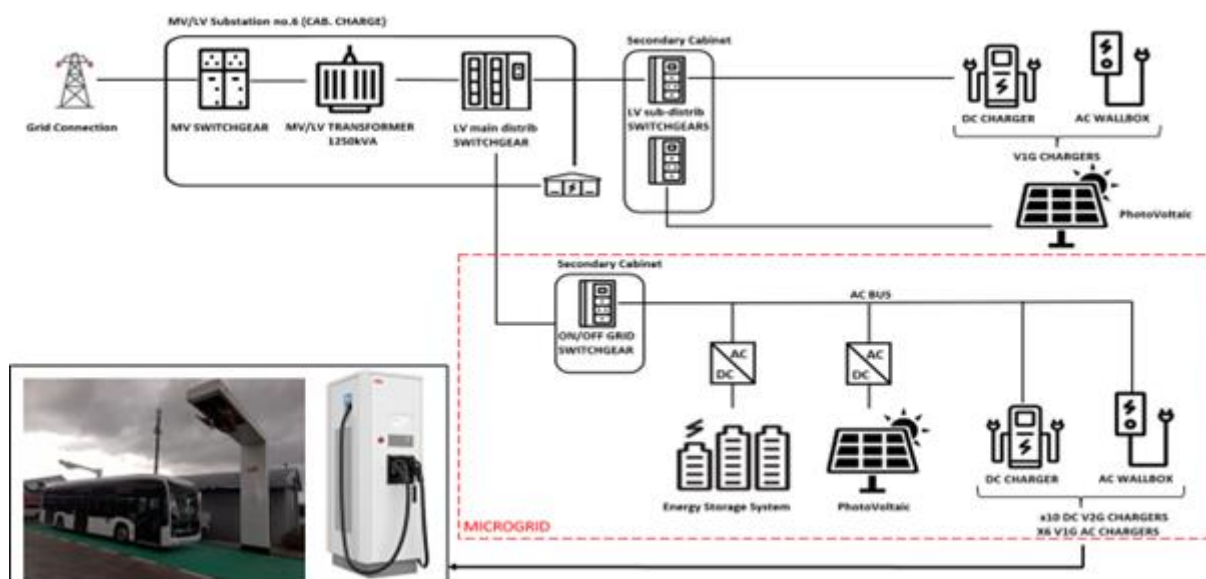 MV/LV Substation no.6 (CAB. CHARGE)
Grid Connection
MV SWITCHGEAR
MV/LV TRANSFORMER
1250kVA
LV main distrib
SWITCHGEAR
Secondary Cabinet
LV sub-distrib
SWITCHGEARS
DC CHARGER
AC WALLBOX
V1G CHARGERS
PhotoVoltaic
Secondary Cabinet
ON/OFF GRID
SWITCHGEAR
AC BUS
AC
DC
AC
DC
Energy Storage System
PhotoVoltaic
DC CHARGER
AC WALLBOX
x10 DC V2G CHARGERS
X6 V1G AC CHARGERS
MICROGRID